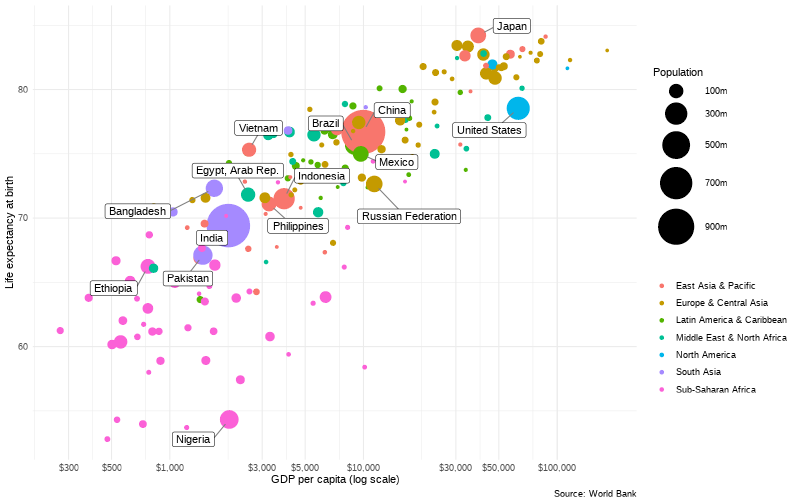 Japan
China
Brazil
Vietnam
United States
Mexico
Egypt, Arab Rep.
Indonesia
Bangladesh
Russian Federation
Philippines
India
Pakistan
Ethiopia
Nigeria
80
70
60
Life expectancy at birth
$300
$500
$1,000
$3,000
$5,000
$10,000
$30,000
$50,000
$100,000
GDP per capita (log scale)
Population
100m
300m
500m
700m
900m
East Asia & Pacific
Europe & Central Asia
Latin America & Caribbean
Middle East & North Africa
North America
South Asia
Sub-Saharan Africa
Source: World Bank